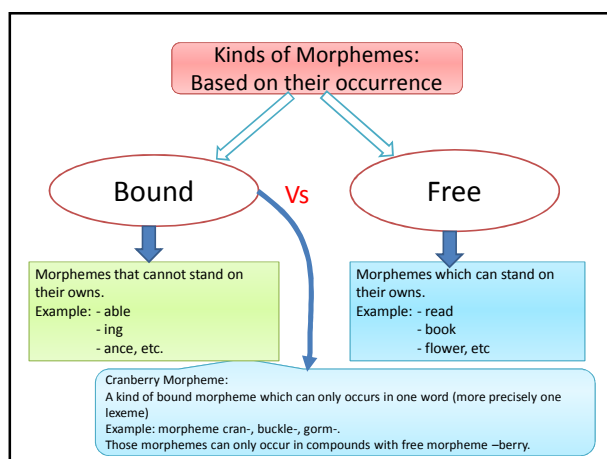 Kinds of Morphemes:
Based on their occurrence
Bound
Vs
Free
Morphemes that cannot stand on
their owns.
Example: - able
- ing
- ance, etc.
Morphemes which can stand on
their owns.
Example: - read
- book
- flower, etc
Cranberry Morpheme:
A kind of bound morpheme which can only occurs in one word (more precisely one
lexeme)
Example: morpheme cran-, buckle-, gorm-.
Those morphemes can only occur in compounds with free morpheme –berry.